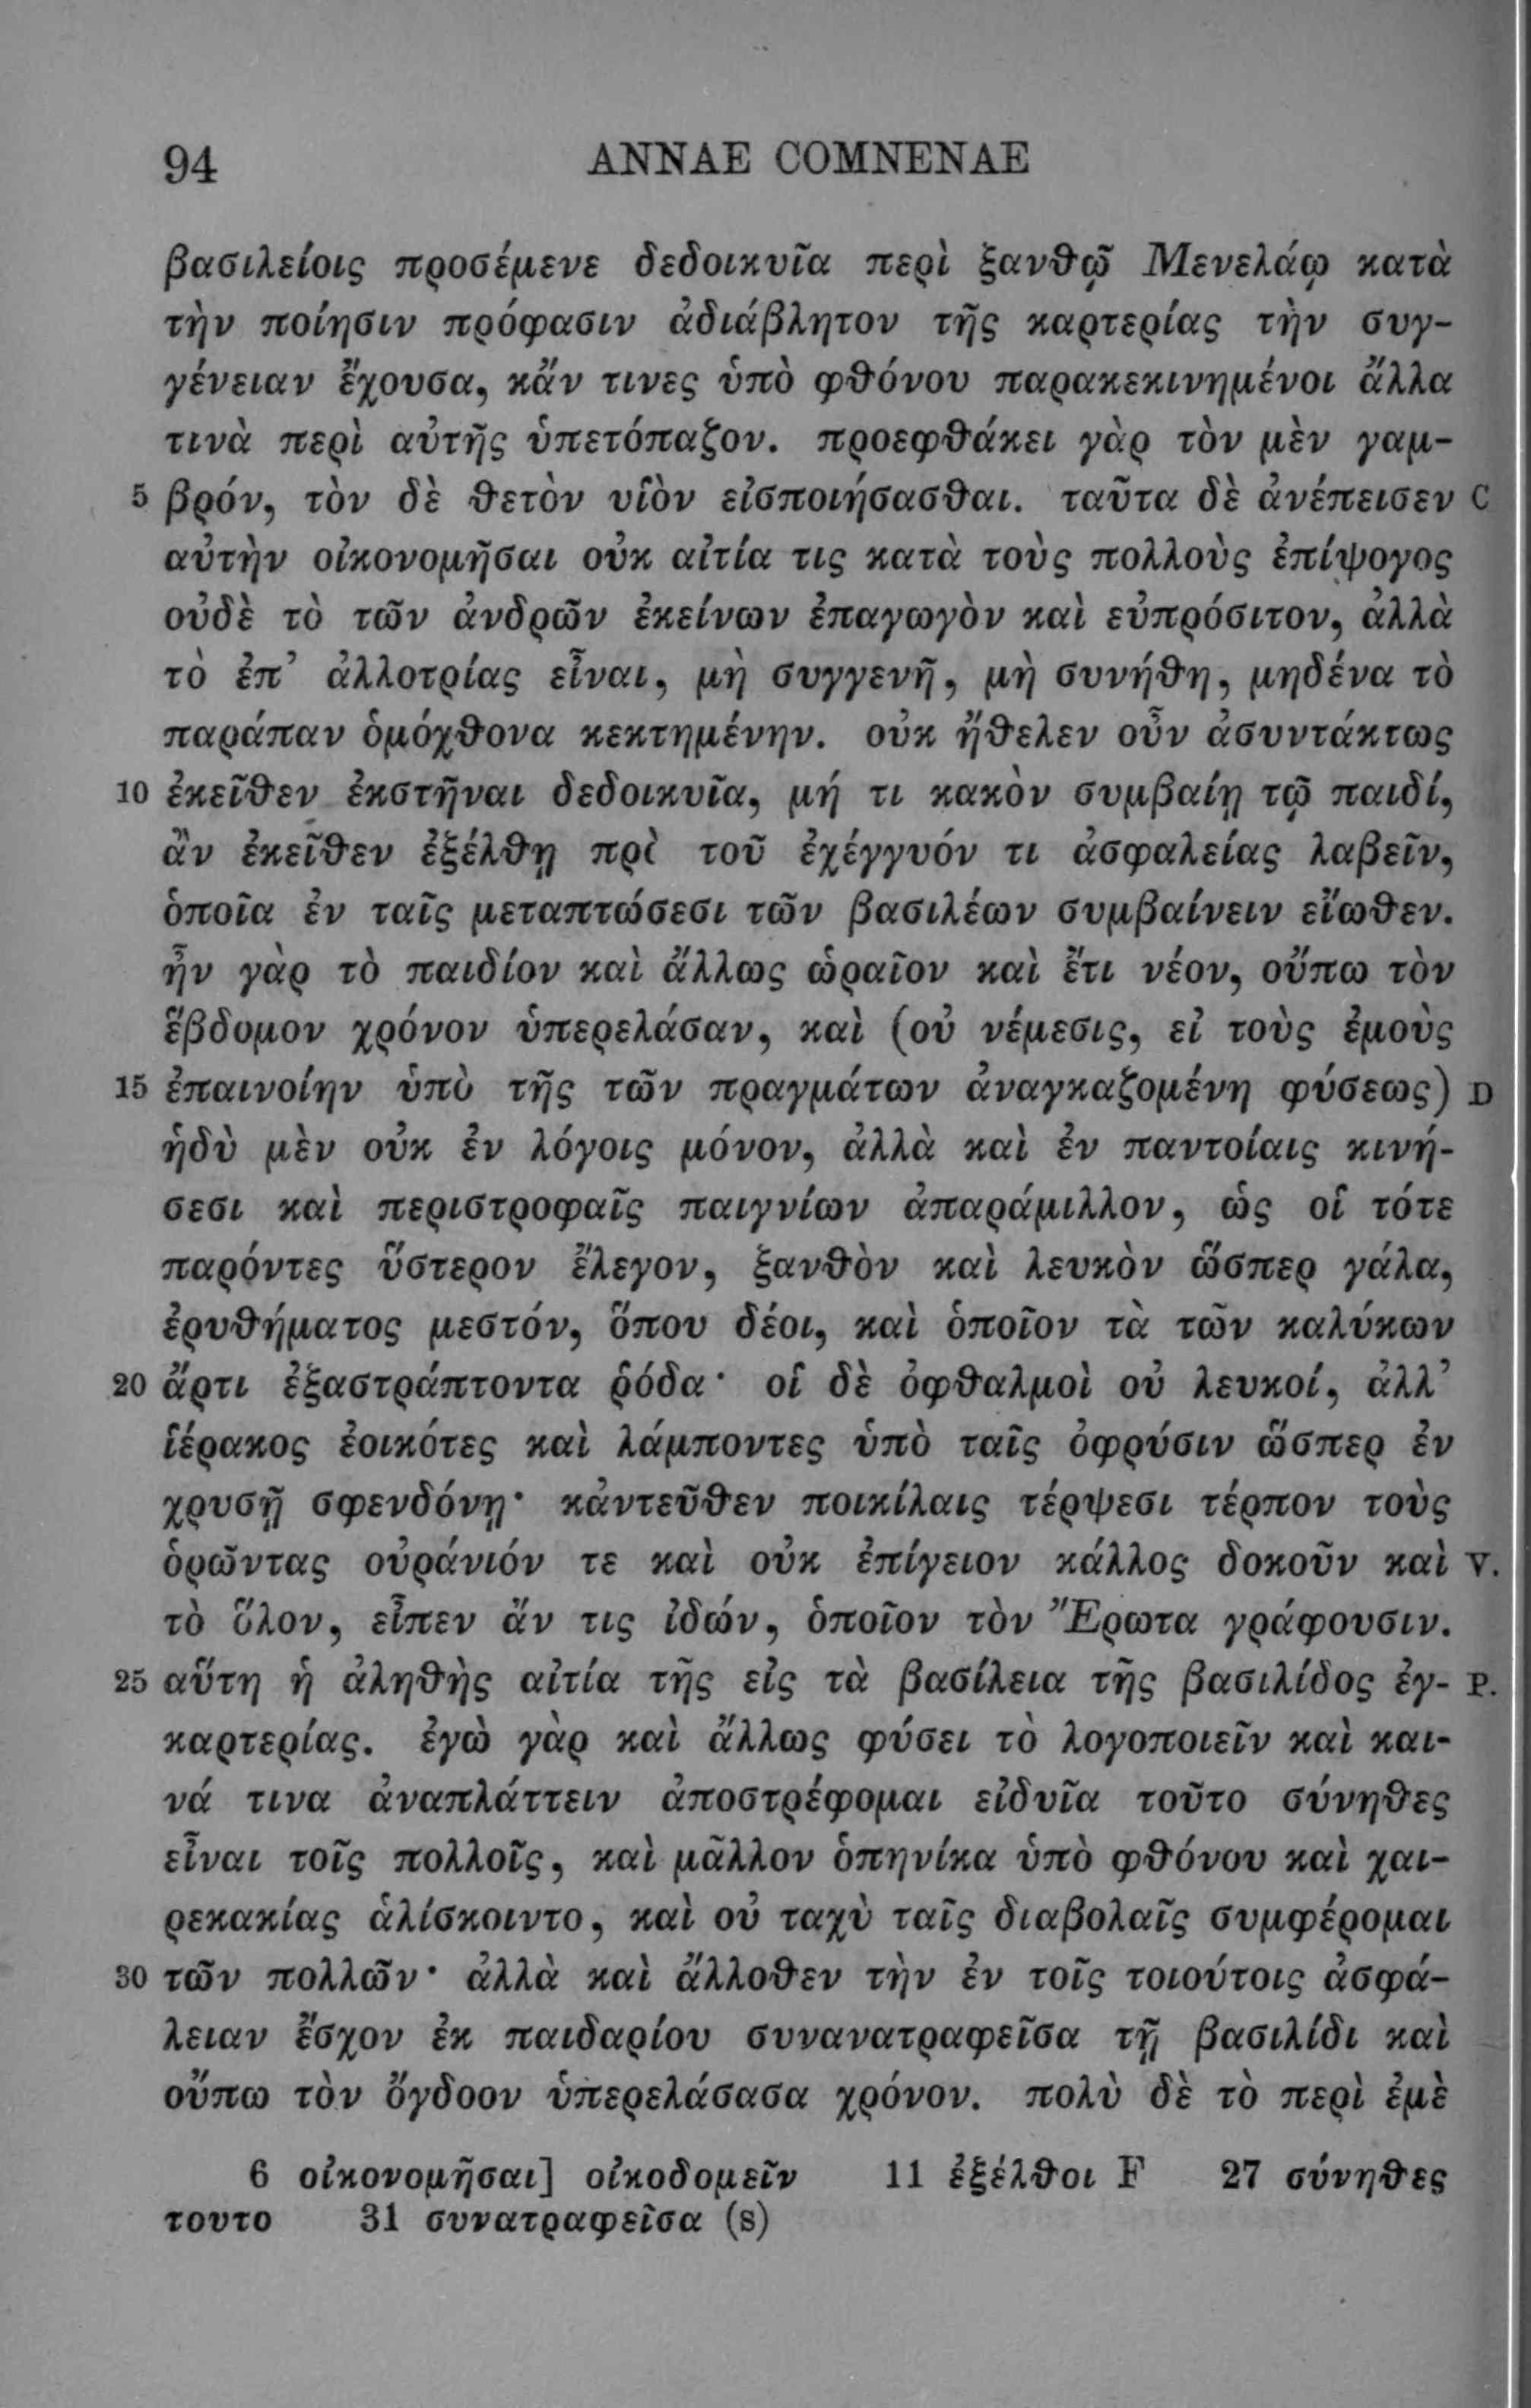 94 ANNAE COMNENAE
βασιλείοις προσέμενε δεδοικυῖα περὶ ξανθῷ Μενελάῳ κατὰ
τὴν ποίησιν πρόφασιν ἀδιάβλητον τῆς καρτερίας τὴν συγ-
γένειαν ἔχουσα, κἄν τινες ὑπὸ φθόνου παρακεκινημένοι ἄλλα
τινὰ περὶ αὐτῆς ὑπετόπαζον. προεφθάκει γὰρ τὸν μὲν γαμ-
5 βρόν, τὸν δὲ θετὸν υἱὸν εἰσποιήσασθαι. ταῦτα δὲ ἀνέπεισεν C
αὐτὴν οἰκονομῆσαι οὐκ αἰτία τις κατὰ τοὺς πολλοὺς ἐπίψογος
οὐδὲ τὸ τῶν ἀνδρῶν ἐκείνων ἐπαγωγὸν καὶ εὐπρόσιτον, ἀλλὰ
τὸ ἐπ’ ἀλλοτρίας εἶναι, μὴ συγγενῆ, μὴ συνήθη, μηδένα τὸ
παράπαν ὁμόχθονα κεκτημένην. οὐκ ἤθελεν οὖν ἀσυντάκτως
10 ἐκεῖθεν ἐκστῆναι δεδοικυῖα, μή τι κακὸν συμβαίη τῷ παιδί,
ἂν ἐκεῖθεν ἐξέλθῃ πρὸ τοῦ ἐχέγγυόν τι ἀσφαλείας λαβεῖν,
ὁποῖα ἐν ταῖς μεταπτώσεσι τῶν βασιλέων συμβαίνειν εἴωθεν.
ἦν γὰρ τὸ παιδίον καὶ ἄλλως ὡραῖον καὶ ἔτι νέον, οὔπω τὸν
ἕβδομον χρόνον ὑπερελάσαν, καὶ (οὐ νέμεσις, εἰ τοὺς ἐμοὺς
15 ἐπαινοίην ὑπὸ τῆς τῶν πραγμάτων ἀναγκαζομένη φύσεως) D
ἡδὺ μὲν οὐκ ἐν λόγοις μόνον, ἀλλὰ καὶ ἐν παντοίαις κινή-
σεσι καὶ περιστροφαῖς παιγνίων ἀπαράμιλλον, ὡς οἱ τότε
παρόντες ὕστερον ἔλεγον, ξανθὸν καὶ λευκὸν ὥσπερ γάλα,
ἐρυθήματος μεστόν, ὅπου δέοι, καὶ ὁποῖον τὰ τῶν καλύκων
20 ἄρτι ἐξαστράπτοντα ῥόδα· οἱ δὲ ὀφθαλμοὶ οὐ λευκοί, ἀλλ’
ἱέρακος ἐοικότες καὶ λάμποντες ὑπὸ ταῖς ὀφρύσιν ὥσπερ ἐν
χρυσῇ σφενδόνῃ· κἀντεῦθεν ποικίλαις τέρψεσι τέρπον τοὺς
ὁρῶντας οὐράνιόν τε καὶ οὐκ ἐπίγειον κάλλος δοκοῦν καὶ V.
τὸ ὅλον, εἶπεν ἄν τις ἰδών, ὁποῖον τὸν Ἔρωτα γράφουσιν.
25 αὕτη ἡ ἀληθὴς αἰτία τῆς εἰς τὰ βασίλεια τῆς βασιλίδος ἐγ- P.
καρτερίας. ἐγὼ γὰρ καὶ ἄλλως φύσει τὸ λογοποιεῖν καὶ και-
νά τινα ἀναπλάττειν ἀποστρέφομαι εἰδυῖα τοῦτο σύνηθες
εἶναι τοῖς πολλοῖς, καὶ μᾶλλον ὁπηνίκα ὑπὸ φθόνου καὶ χαι-
ρεκακίας ἁλίσκοιντο, καὶ οὐ ταχὺ ταῖς διαβολαῖς συμφέρομαι
30 τῶν πολλῶν· ἀλλὰ καὶ ἄλλοθεν τὴν ἐν τοῖς τοιούτοις ἀσφά-
λειαν ἔσχον ἐκ παιδαρίου συνανατραφεῖσα τῇ βασιλίδι καὶ
οὔπω τὸν ὄγδοον ὑπερελάσασα χρόνον. πολὺ δὲ τὸ περὶ ἐμὲ
6 οἰκονομῆσαι] οἰκοδομεῖν 11 ἐξέλθοι F 27 σύνηθες
τουτο 31 συνατραφεῖσα (s)